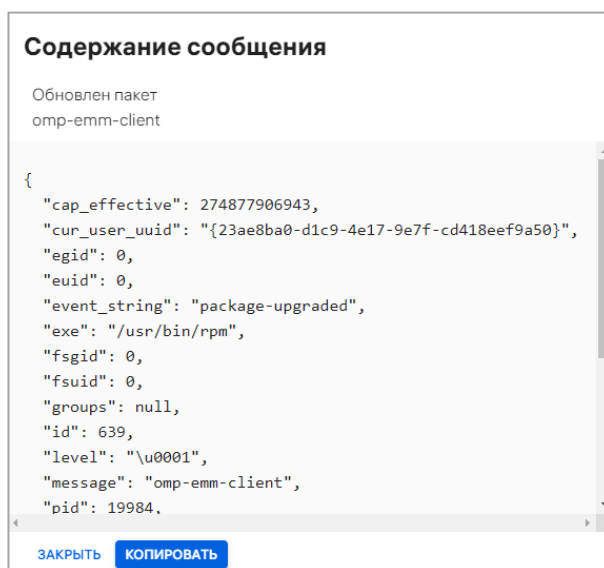 Содержание сообщения
Обновлен пакет
omp-emm-client
{
"cap_effective": 274877906943,
"cur_user_uuid": "{23ae8ba0-d1c9-4e17-9e7f-cd418eef9a50}",
"egid": 0,
"euid": 0,
"event_string": "package-upgraded",
"exe": "/usr/bin/rpm",
"fsgid": 0,
"fsuid": 0,
"groups": null,
"id": 639,
"level": "\u0001",
"message": "omp-emm-client",
"pid": 19984,
ЗАКРЫТЬ КОПИРОВАТЬ